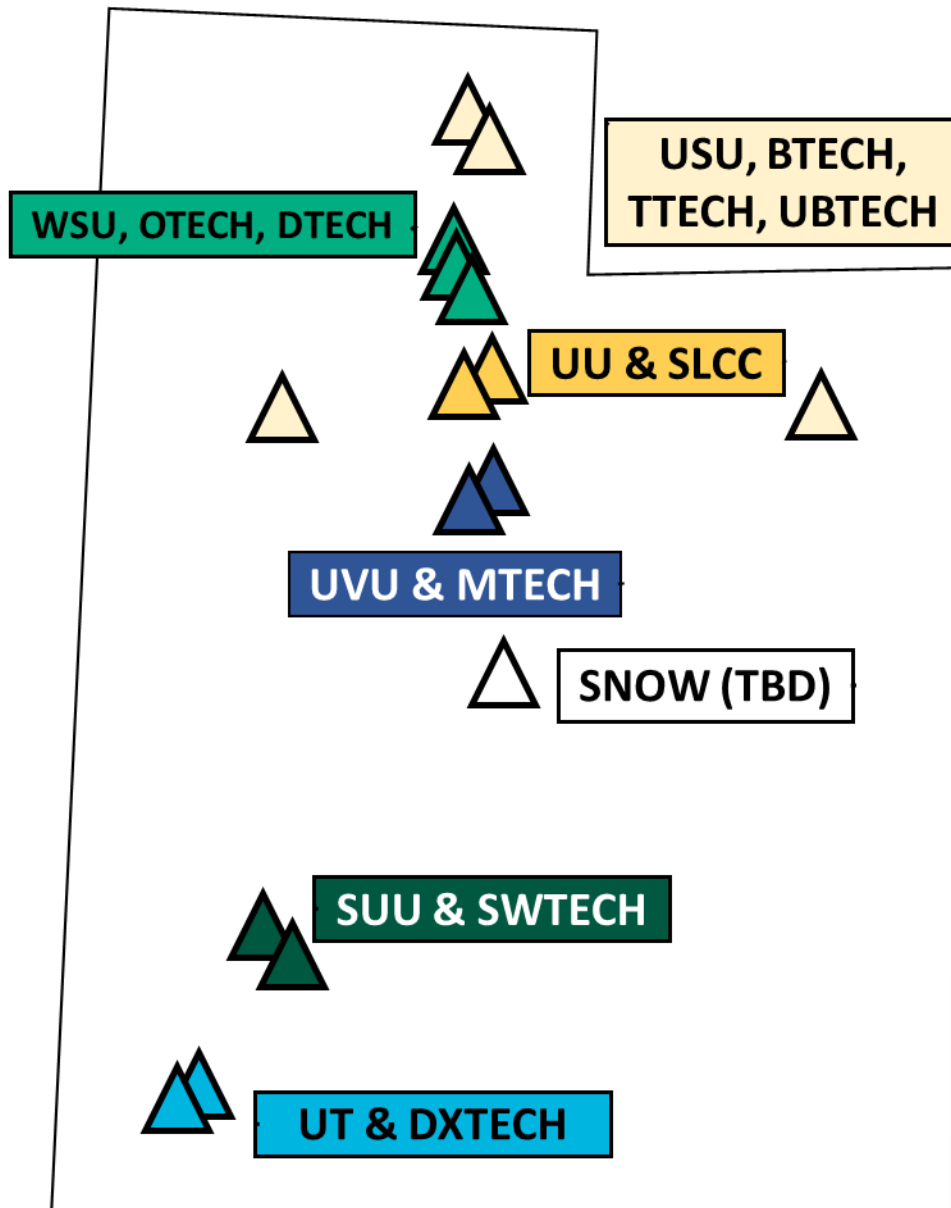 USU, BTECH,
TTECH, UBTECH
WSU, OTECH, DTECH
UU & SLCC
UVU & MTECH
SNOW (TBD)
SUU & SWTECH
UT & DXTECH